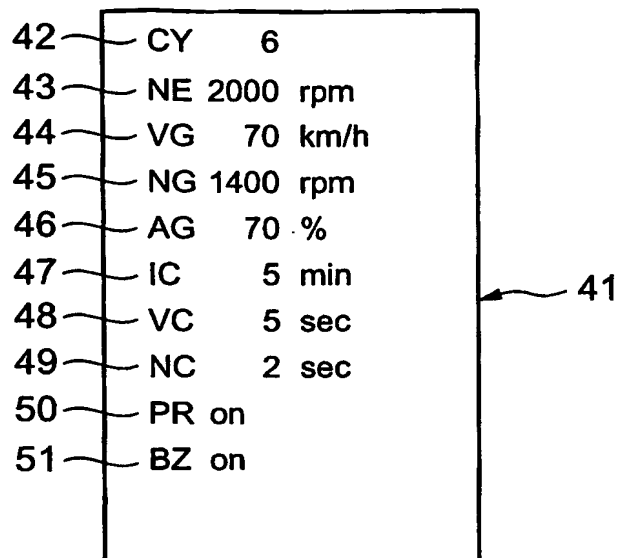 42 CY 6
43 NE 2000 rpm
44 VG 70 km/h
45 NG 1400 rpm
46 AG 70 %
47 IC 5 min
41
48 VC 5 sec
49 NC 2 sec
50 PR on
51 BZ on